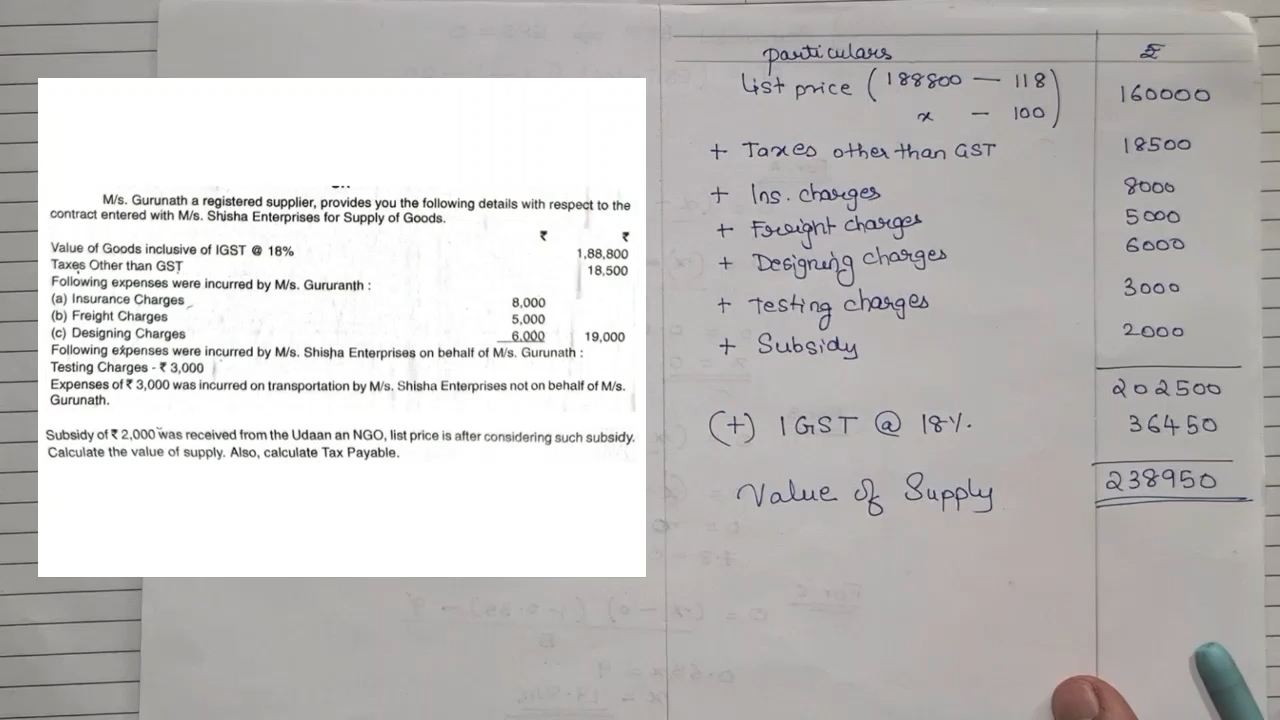 M/s. Gurunath a registered supplier, provides you the following details with respect to the
contract entered with M/s. Shisha Enterprises for Supply of Goods.
₹ ₹
Value of Goods inclusive of IGST @ 18% 1,88,800
Taxes Other than GST 18,500
Following expenses were incurred by M/s. Gururanth :
(a) Insurance Charges 8,000
(b) Freight Charges 5,000
(c) Designing Charges 6,000 19,000
Following expenses were incurred by M/s. Shisha Enterprises on behalf of M/s. Gurunath :
Testing Charges - ₹ 3,000
Expenses of ₹ 3,000 was incurred on transportation by M/s. Shisha Enterprises not on behalf of M/s.
Gurunath.
Subsidy of ₹ 2,000 was received from the Udaan an NGO, list price is after considering such subsidy.
Calculate the value of supply. Also, calculate Tax Payable.
particulars ₹
List price (188800 — 118 160000
x — 100)
+ Taxes other than GST 18500
+ Ins. charges 8000
+ Freight charges 5000
+ Designing charges 6000
+ Testing charges 3000
+ Subsidy 2000
202500
(+) IGST @ 18%. 36450
Value of Supply 238950